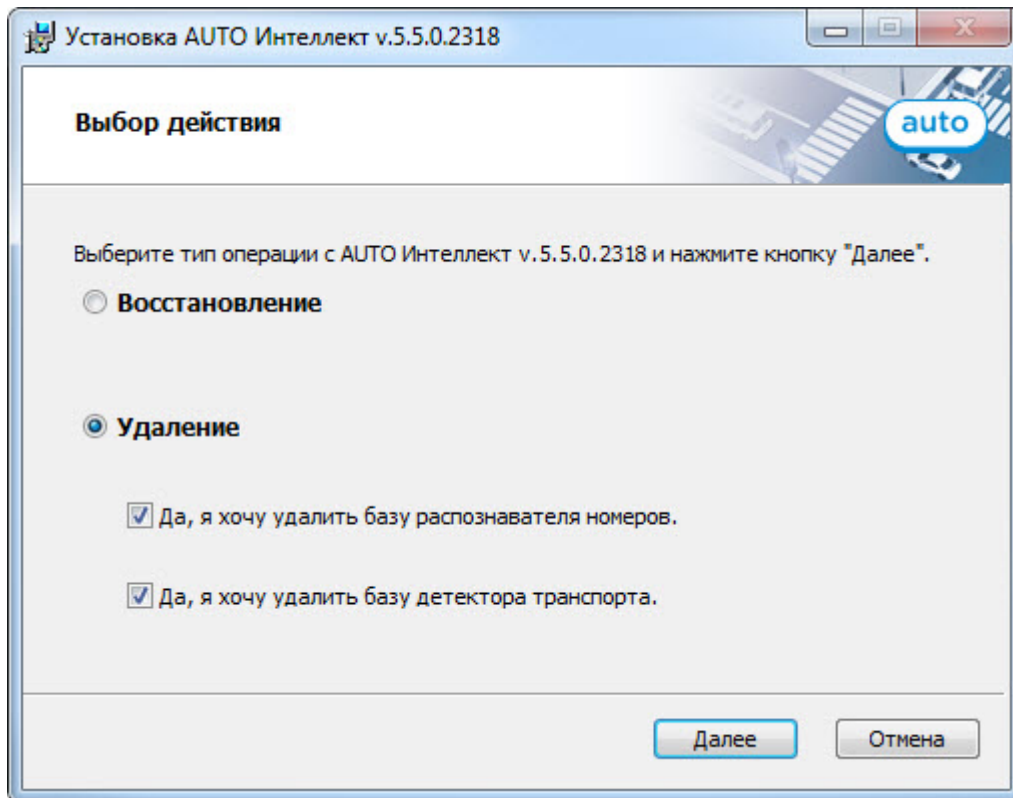 Установка AUTO Интеллект v.5.5.0.2318
Выбор действия
auto
Выберите тип операции с AUTO Интеллект v.5.5.0.2318 и нажмите кнопку "Далее".
Восстановление
Удаление
Да, я хочу удалить базу распознавателя номеров.
Да, я хочу удалить базу детектора транспорта.
Далее
Отмена